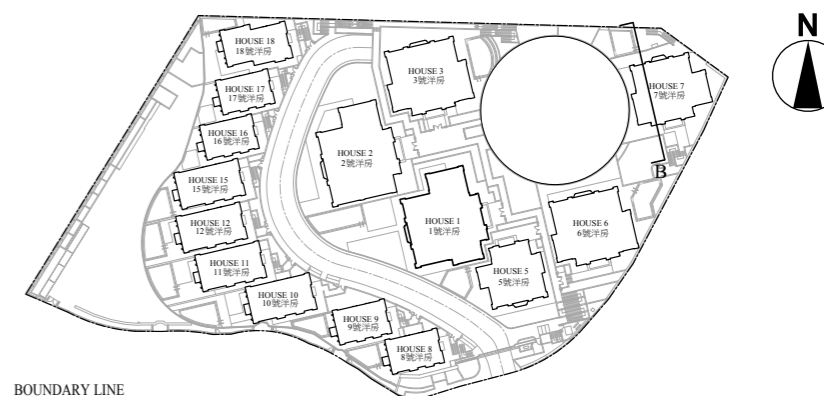 N
HOUSE 18
18號洋房
HOUSE 17
17號洋房
HOUSE 16
16號洋房
HOUSE 15
15號洋房
HOUSE 12
12號洋房
HOUSE 11
11號洋房
HOUSE 10
10號洋房
HOUSE 9
9號洋房
HOUSE 8
8號洋房
HOUSE 3
3號洋房
HOUSE 2
2號洋房
HOUSE 1
1號洋房
HOUSE 5
5號洋房
HOUSE 6
6號洋房
HOUSE 7
7號洋房
B
BOUNDARY LINE